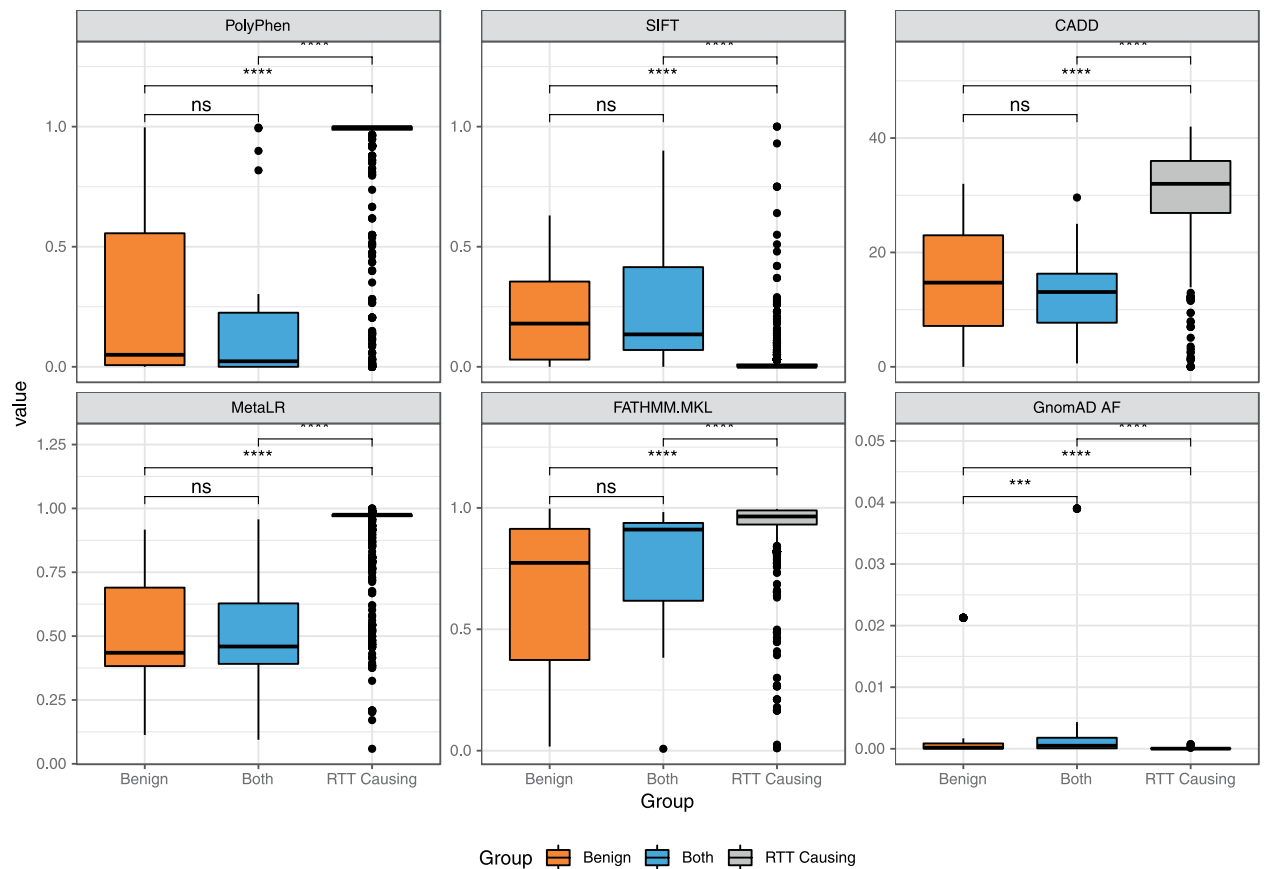 PolyPhen SIFT CADD
**** **** ****
**** **** ****
ns ns ns
1.0 1.0 40
0.5 0.5 20
0.0 0.0 0
value
MetaLR FATHMM.MKL GnomAD AF
**** **** ****
**** **** ****
ns ns ***
1.25 1.0 0.05
1.00 0.5 0.04
0.75 0.0 0.03
0.50 0.02
0.25 0.01
0.00 0.00
Benign Both RTT Causing Benign Both RTT Causing Benign Both RTT Causing
Group
Group Benign Both RTT Causing